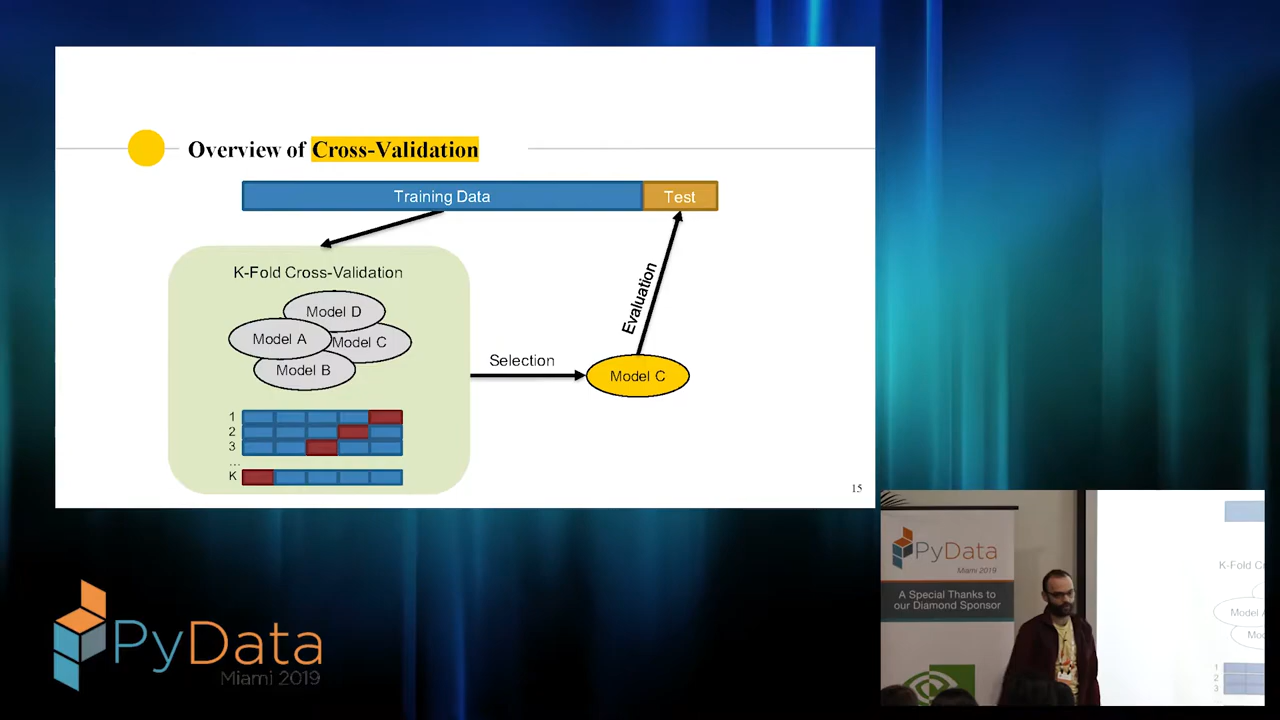 Overview of Cross-Validation
Training Data
Test
K-Fold Cross-Validation
Model D
Model A
Model C
Model B
1
2
3
...
K
Selection
Model C
Evaluation
15
PyData
Miami 2019
PyData
Miami 2019
A Special Thanks to
our Diamond Sponsor
K-Fold C
Model
Mo
1
2
3